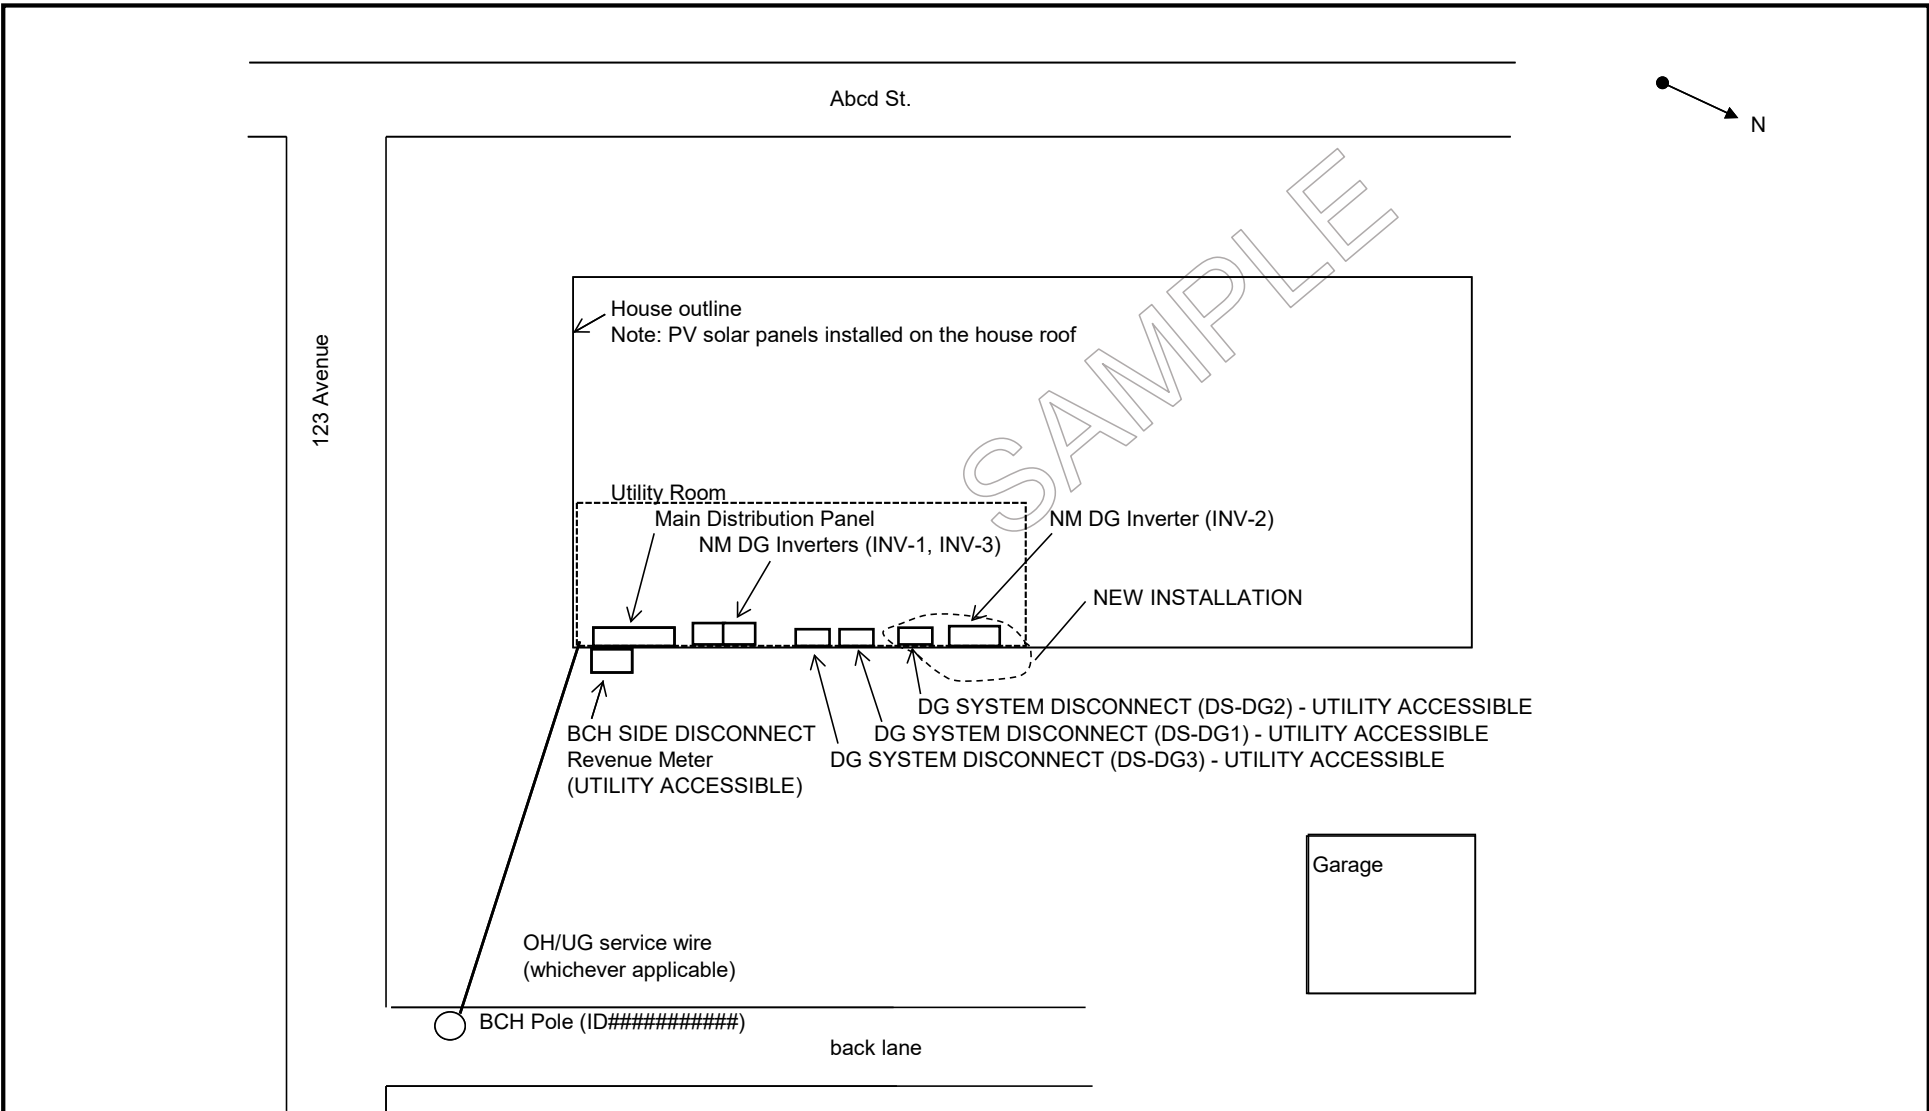 Abcd St.
N
SAMPLE
House outline
Note: PV solar panels installed on the house roof
123 Avenue
Utility Room
Main Distribution Panel
NM DG Inverter (INV-2)
NM DG Inverters (INV-1, INV-3)
NEW INSTALLATION
DG SYSTEM DISCONNECT (DS-DG2) - UTILITY ACCESSIBLE
DG SYSTEM DISCONNECT (DS-DG1) - UTILITY ACCESSIBLE
DG SYSTEM DISCONNECT (DS-DG3) - UTILITY ACCESSIBLE
BCH SIDE DISCONNECT
Revenue Meter
(UTILITY ACCESSIBLE)
Garage
OH/UG service wire
(whichever applicable)
BCH Pole (ID###########)
back lane